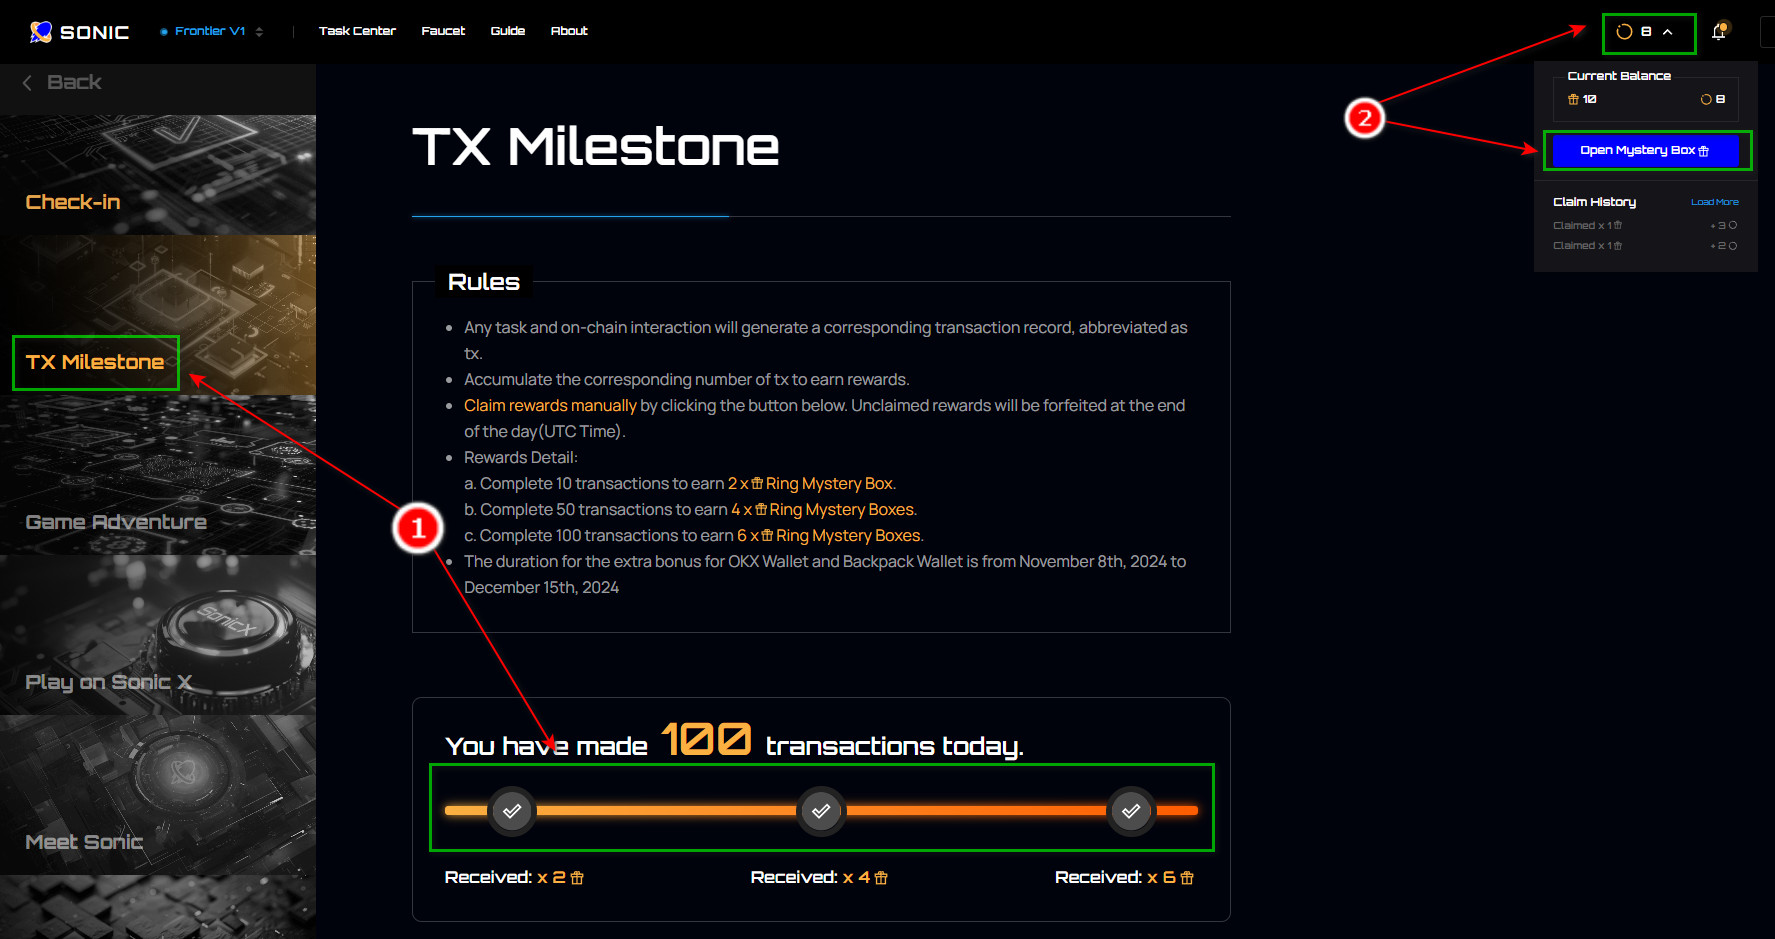 SONIC Frontier V1 Task Center Faucet Guide About 8
Back
Check-in
TX Milestone
Game Adventure
SonicX
Play on Sonic X
Meet Sonic
TX Milestone
Rules
Any task and on-chain interaction will generate a corresponding transaction record, abbreviated as
tx.
Accumulate the corresponding number of tx to earn rewards.
Claim rewards manually by clicking the button below. Unclaimed rewards will be forfeited at the end
of the day(UTC Time).
Rewards Detail:
a. Complete 10 transactions to earn 2 x Ring Mystery Box.
b. Complete 50 transactions to earn 4 x Ring Mystery Boxes.
c. Complete 100 transactions to earn 6 x Ring Mystery Boxes.
The duration for the extra bonus for OKX Wallet and Backpack Wallet is from November 8th, 2024 to
December 15th, 2024
1
You have made 100 transactions today.
Received: x 2 Received: x 4 Received: x 6
2
Current Balance
10 8
Open Mystery Box
Claim History Load More
Claimed x 1 +3
Claimed x 1 +2